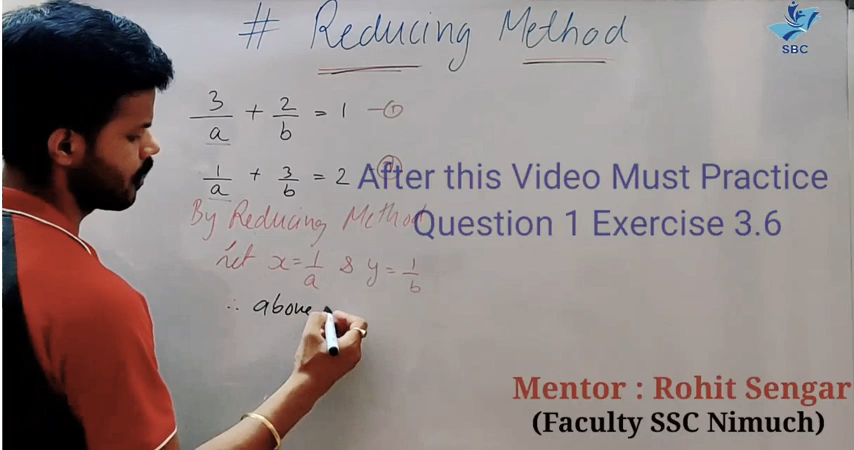 # Reducing Method
SBC
3/a + 2/b = 1 —①
1/a + 3/b = 2 —②
After this Video Must Practice
Question 1 Exercise 3.6
By Reducing Method
Let x = 1/a & y = 1/b
∴ above
Mentor : Rohit Sengar
(Faculty SSC Nimuch)